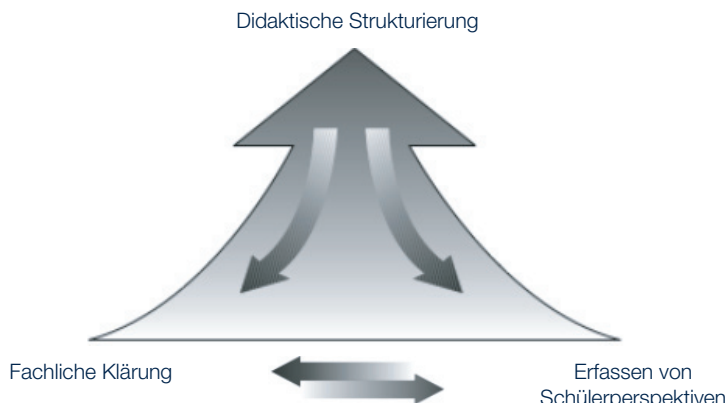 Didaktische Strukturierung
Fachliche Klärung
Erfassen von
Schülerperspektiven